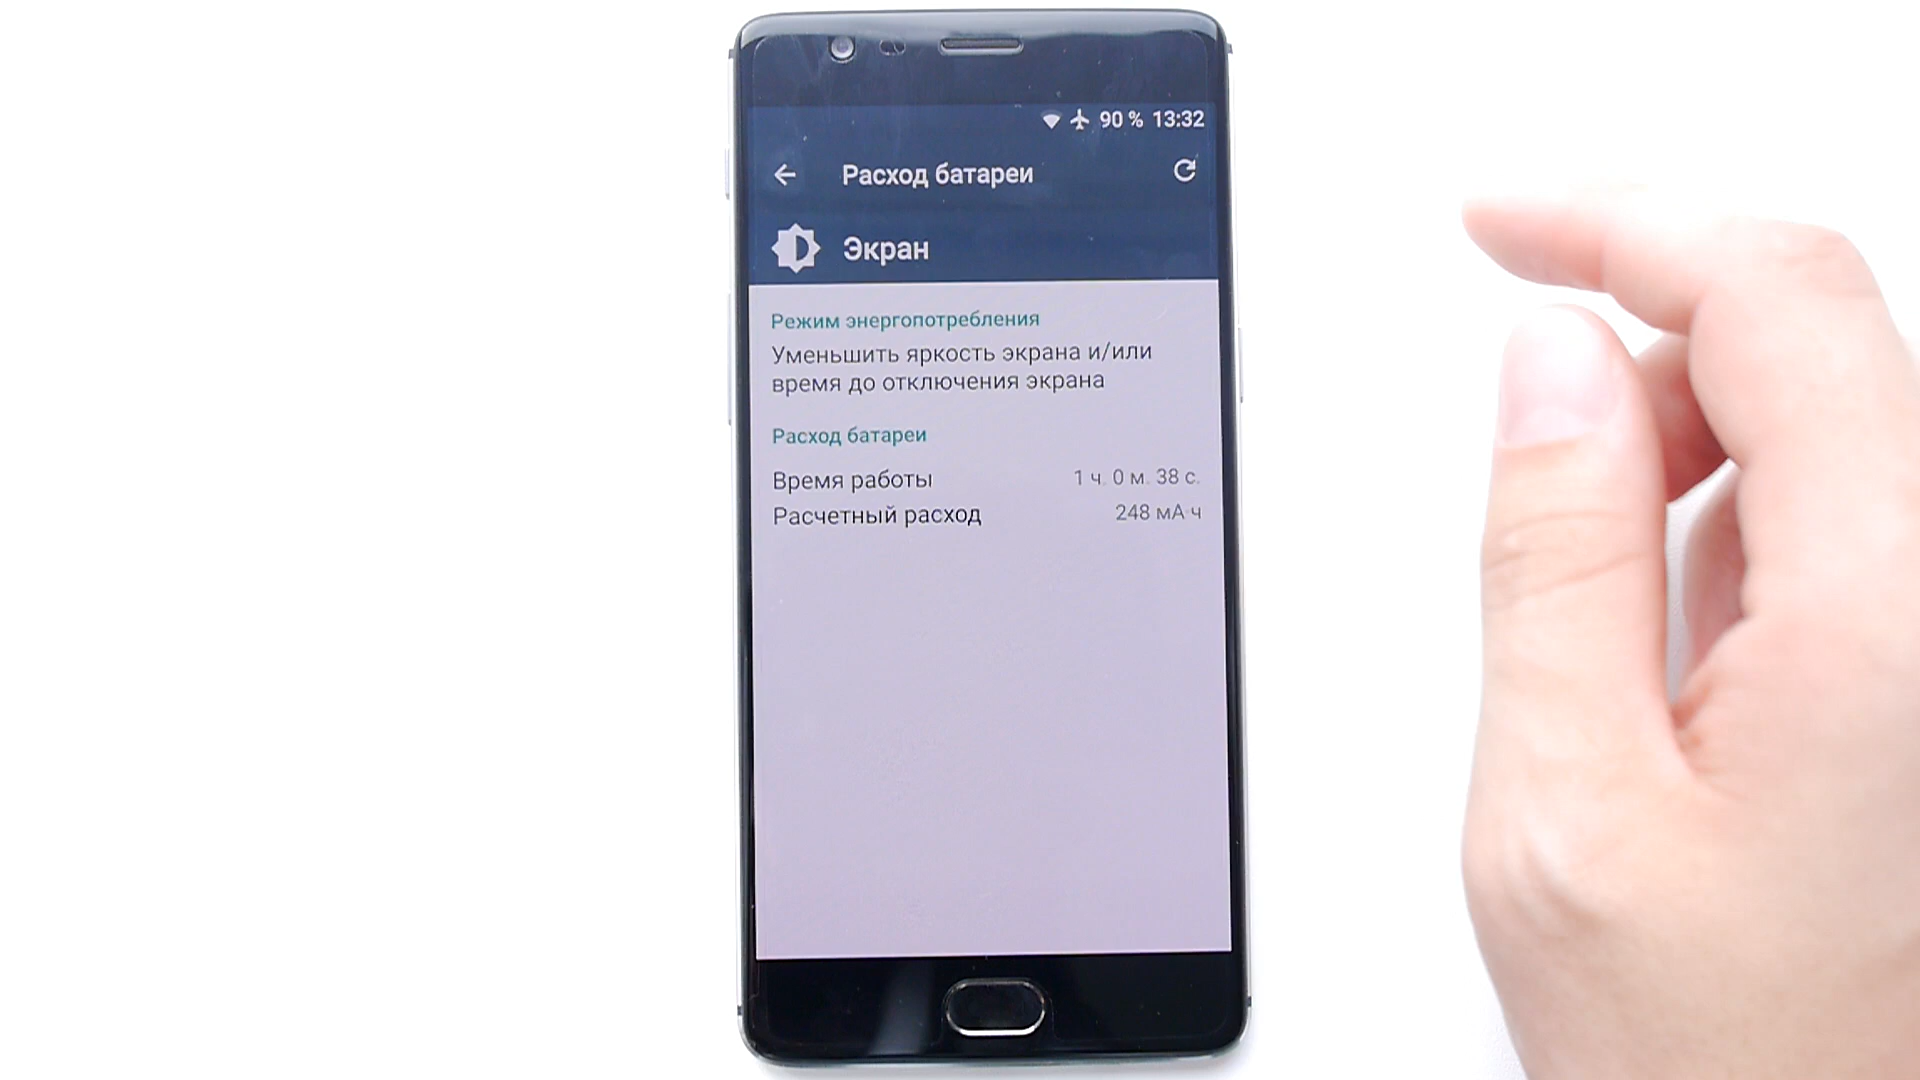 90 % 13:32
Расход батареи
Экран
Режим энергопотребления
Уменьшить яркость экрана и/или
время до отключения экрана
Расход батареи
Время работы 1 ч. 0 м. 38 с.
Расчетный расход 248 мА·ч